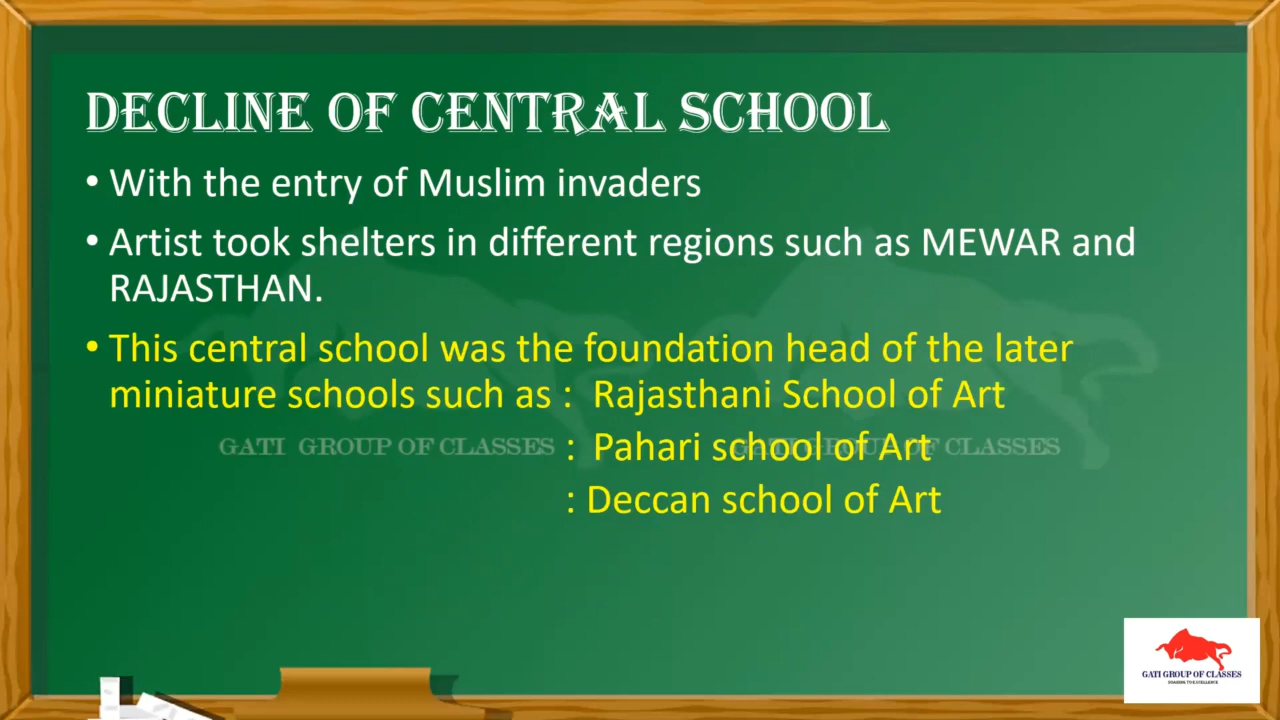 DECLINE OF CENTRAL SCHOOL
• With the entry of Muslim invaders
• Artist took shelters in different regions such as MEWAR and
RAJASTHAN.
• This central school was the foundation head of the later
miniature schools such as : Rajasthani School of Art
: Pahari school of Art
: Deccan school of Art
GATI GROUP OF CLASSES
GATI GROUP OF CLASSES
GATI GROUP OF CLASSES